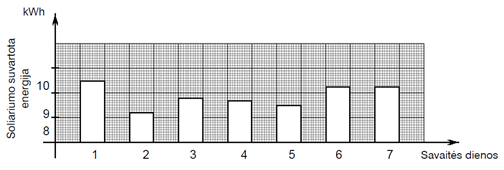 kWh
Soliariumo suvartota
energija
10
9
8
1 2 3 4 5 6 7
Savaitės dienos